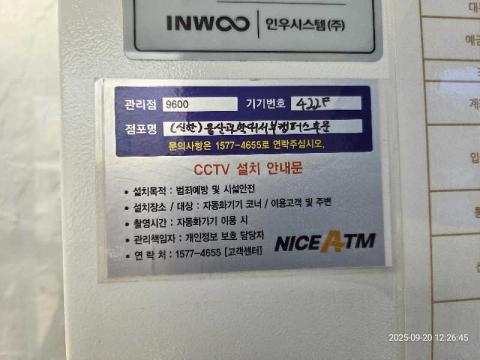 INWOO 인우시스템(주)
관리점 9600 기기번호 422F
점포명 (신한)울산과학대서부캠퍼스후문
문의사항은 1577-4655로 연락주십시오.
CCTV 설치 안내문
• 설치목적 : 범죄예방 및 시설안전
• 설치장소 / 대상 : 자동화기기 코너 / 이용고객 및 주변
• 촬영시간 : 자동화기기 이용 시
• 관리책임자 : 개인정보 보호 담당자
• 연 락 처 : 1577-4655 [고객센터]
NICE ATM
2025-09-20 12:26:45